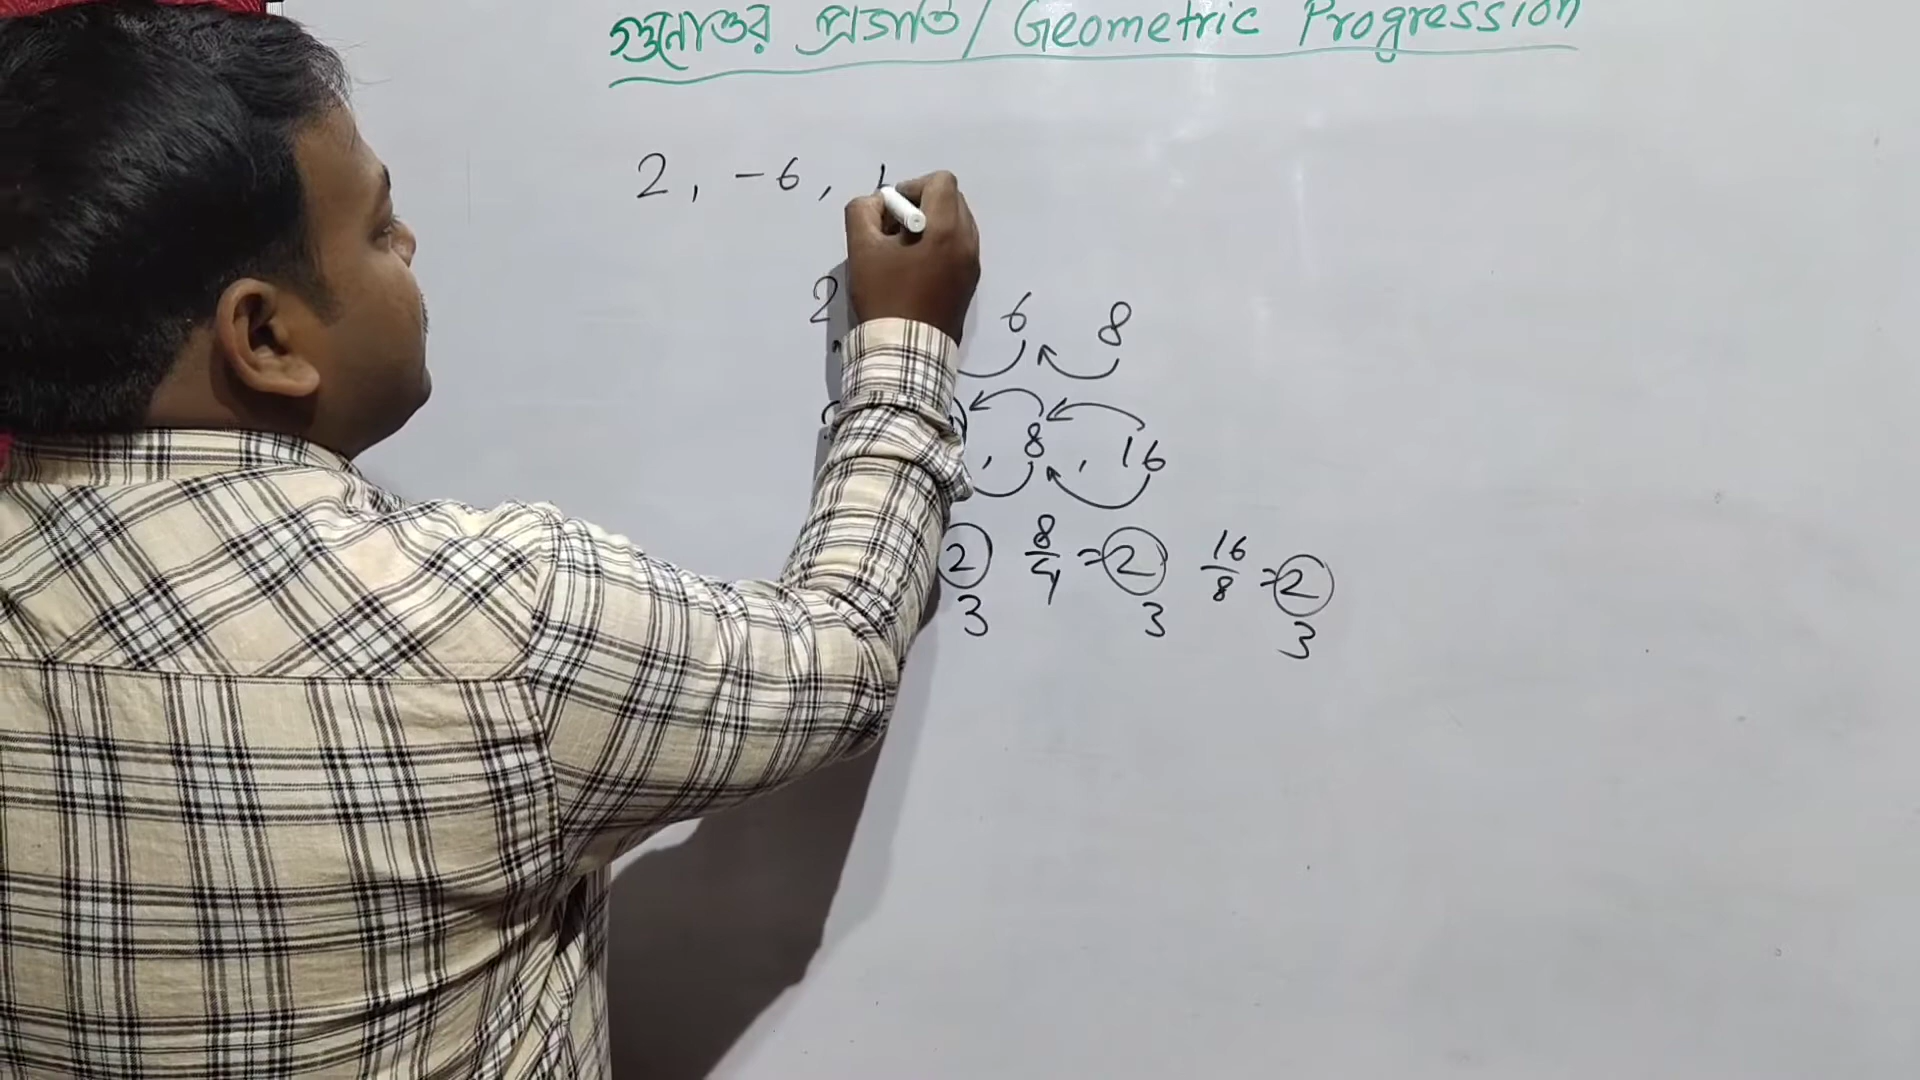 গুনোত্তর প্রগতি / Geometric Progression
2, -6, 1
2 6 8
, 8, 16
2 8/4 = 2 16/8 = 2
3 3 3